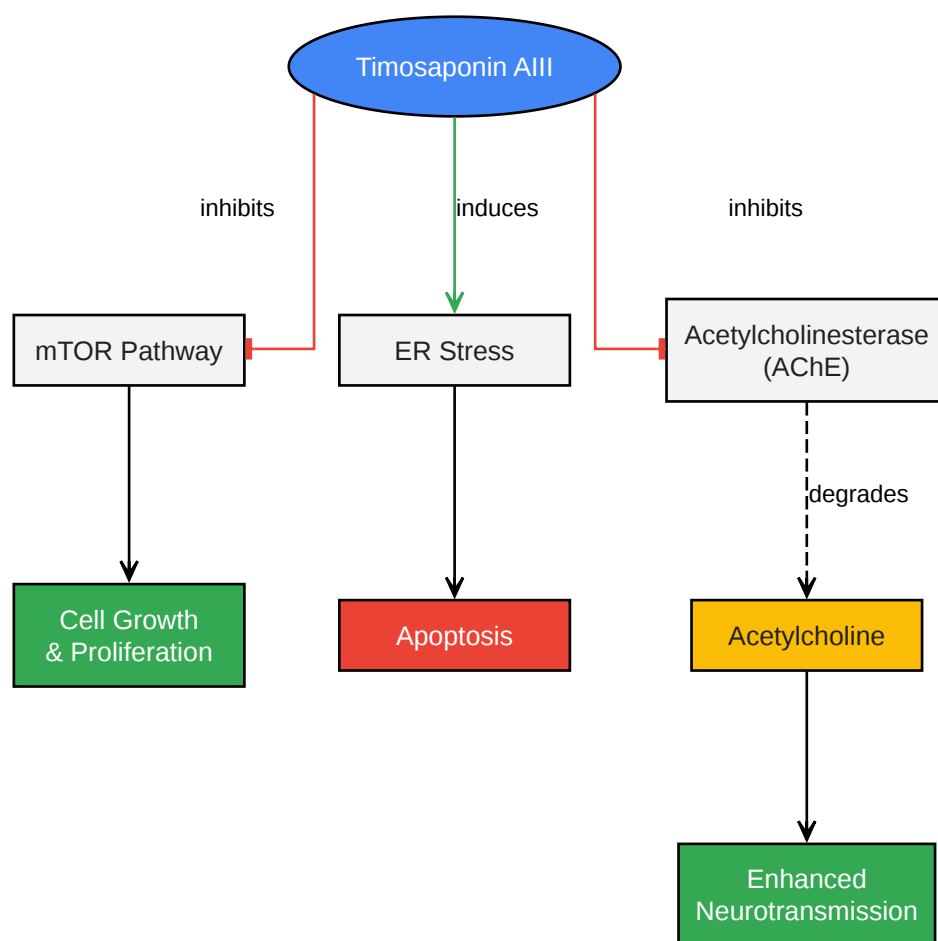 Timosaponin AIII
inhibits
induces
inhibits
mTOR Pathway
ER Stress
Acetylcholinesterase
(AChE)
degrades
Cell Growth
& Proliferation
Apoptosis
Acetylcholine
Enhanced
Neurotransmission